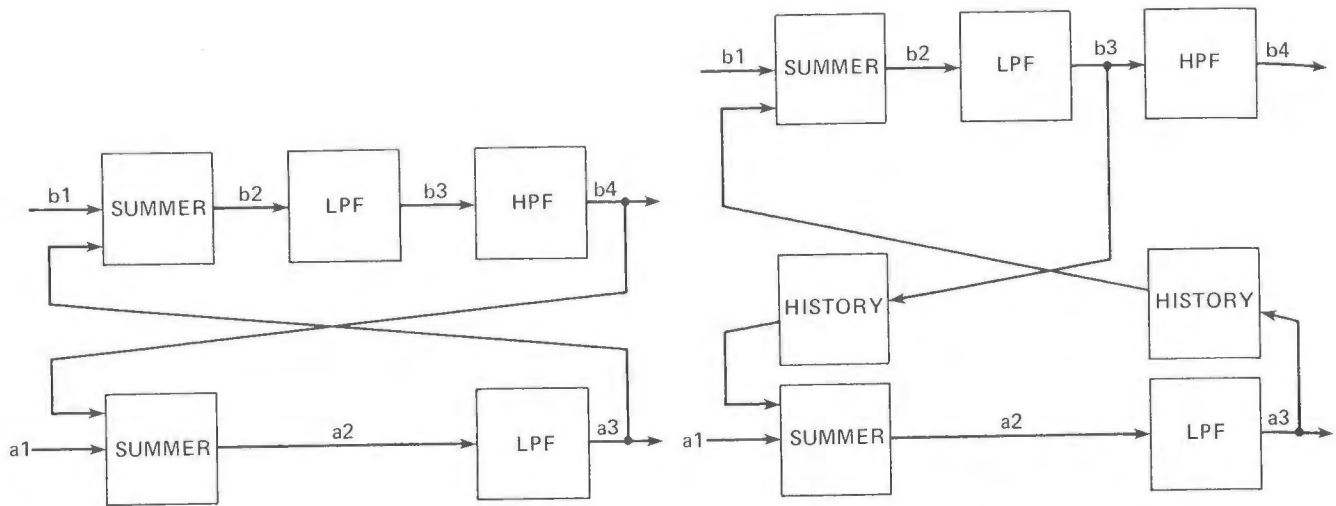 b1
SUMMER
b2
LPF
b3
HPF
b4
a1
SUMMER
a2
LPF
a3
b1
SUMMER
b2
LPF
b3
HPF
b4
HISTORY
HISTORY
a1
SUMMER
a2
LPF
a3